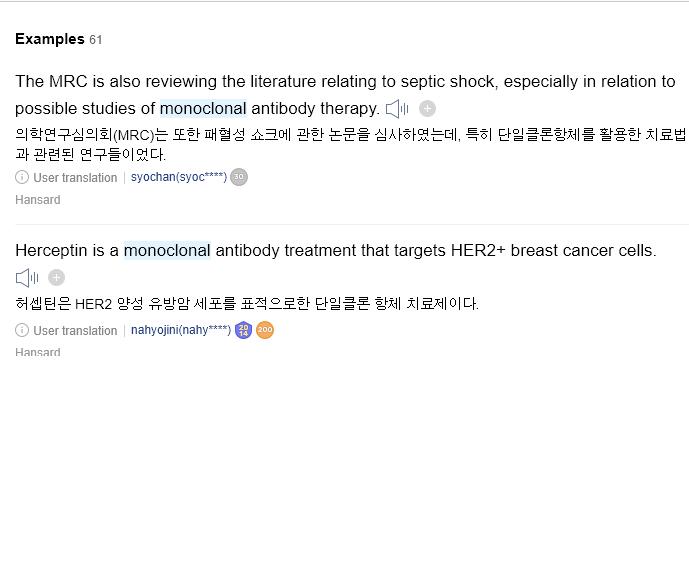 Examples 61
The MRC is also reviewing the literature relating to septic shock, especially in relation to
possible studies of monoclonal antibody therapy.
의학연구심의회(MRC)는 또한 패혈성 쇼크에 관한 논문을 심사하였는데, 특히 단일클론항체를 활용한 치료법
과 관련된 연구들이었다.
User translation | syochan(syoc****) 30
Hansard
Herceptin is a monoclonal antibody treatment that targets HER2+ breast cancer cells.
허셉틴은 HER2 양성 유방암 세포를 표적으로한 단일클론 항체 치료제이다.
User translation | nahyojini(nahy****) 2014 200
Hansard